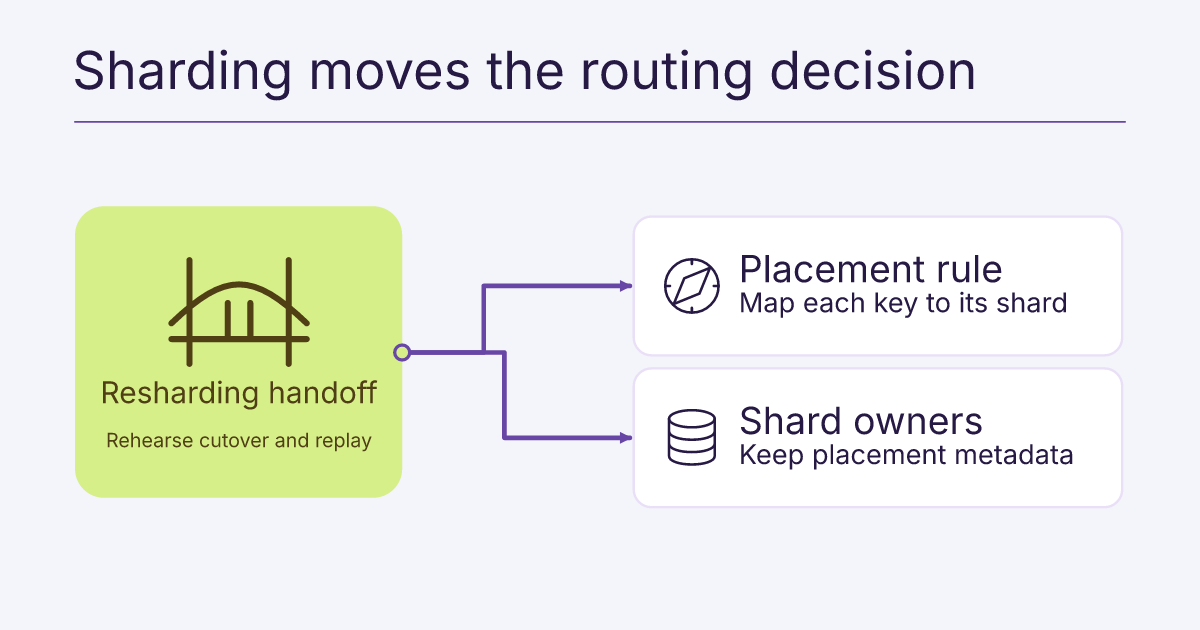 Sharding moves the routing decision
Resharding handoff
Rehearse cutover and replay
Placement rule
Map each key to its shard
Shard owners
Keep placement metadata